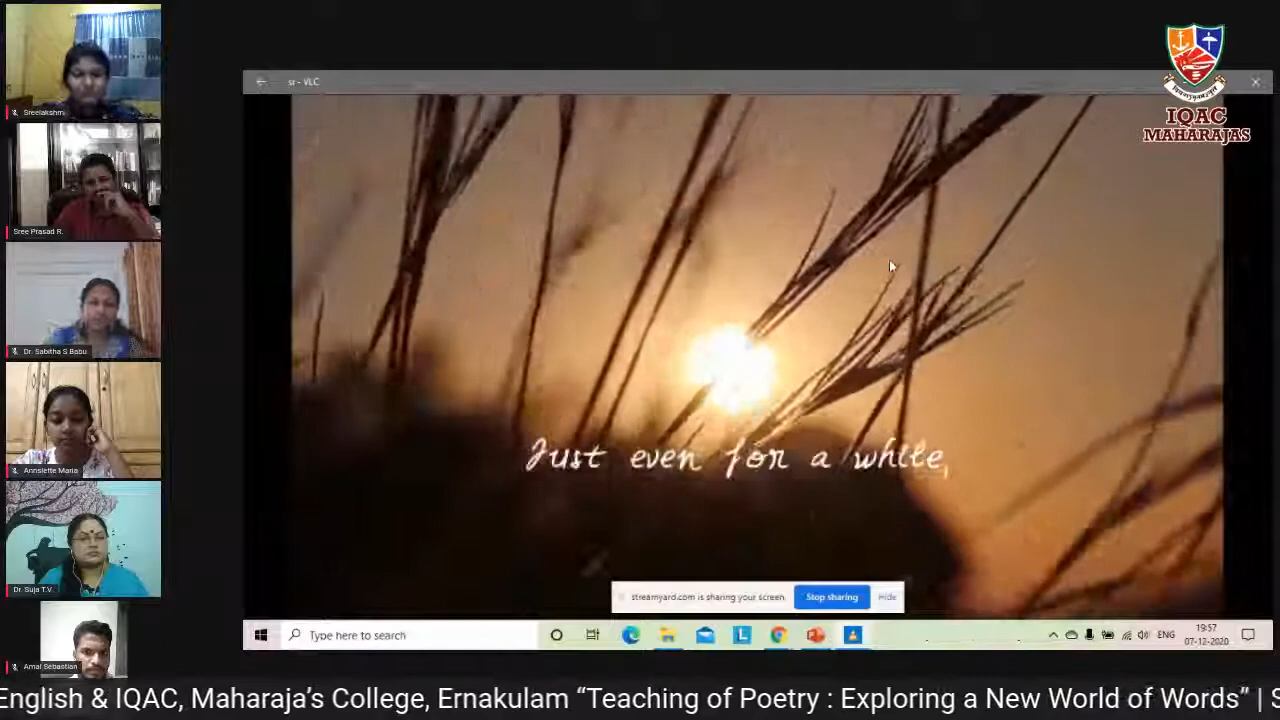 Sreelakshmi
Sree Prasad R.
Dr. Sabitha S Babu
Annslette Maria
Dr. Suja T.V.
Amal Sebastian
sr - VLC
IQAC
MAHARAJAS
Just even for a while,
streamyard.com is sharing your screen.
Stop sharing
Hide
Type here to search
ENG
19:57
07-12-2020
English & IQAC, Maharaja’s College, Ernakulam “Teaching of Poetry : Exploring a New World of Words” | S